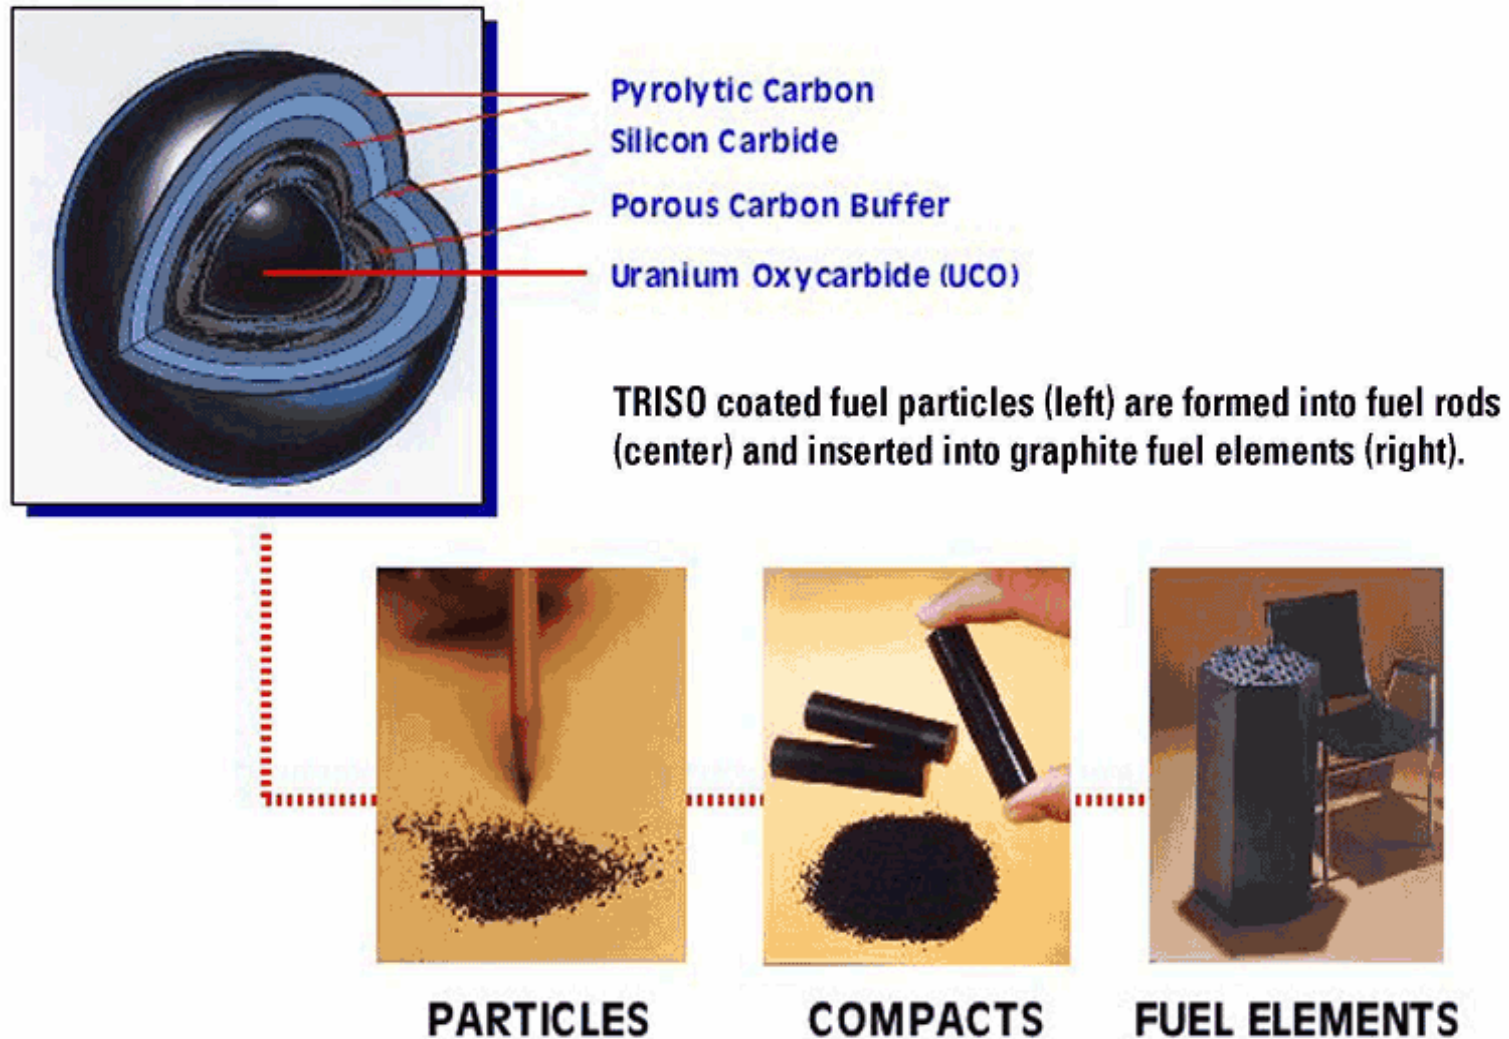 Pyrolytic Carbon
Silicon Carbide
Porous Carbon Buffer
Uranium Oxycarbide (UCO)
TRISO coated fuel particles (left) are formed into fuel rods
(center) and inserted into graphite fuel elements (right).
PARTICLES
COMPACTS
FUEL ELEMENTS